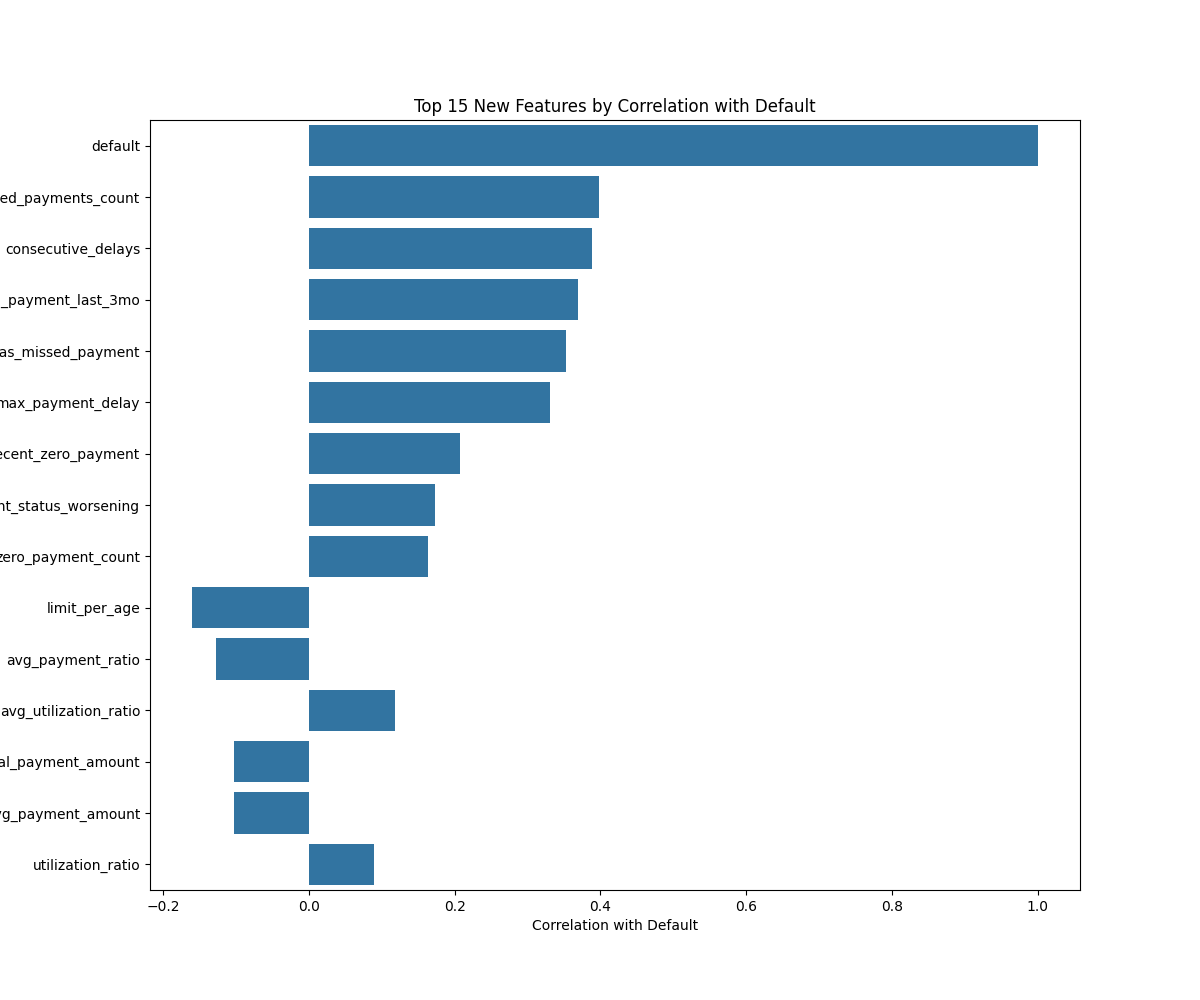 Top 15 New Features by Correlation with Default
default
ed_payments_count
consecutive_delays
_payment_last_3mo
as_missed_payment
max_payment_delay
ecent_zero_payment
nt_status_worsening
zero_payment_count
limit_per_age
avg_payment_ratio
avg_utilization_ratio
al_payment_amount
vg_payment_amount
utilization_ratio
−0.2 0.0 0.2 0.4 0.6 0.8 1.0
Correlation with Default